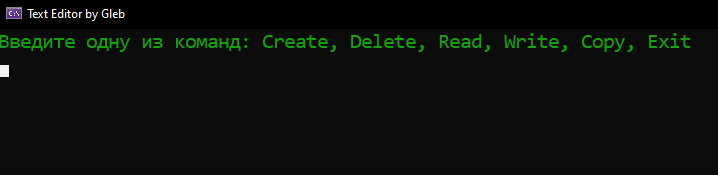 Text Editor by Gleb
Введите одну из команд: Create, Delete, Read, Write, Copy, Exit